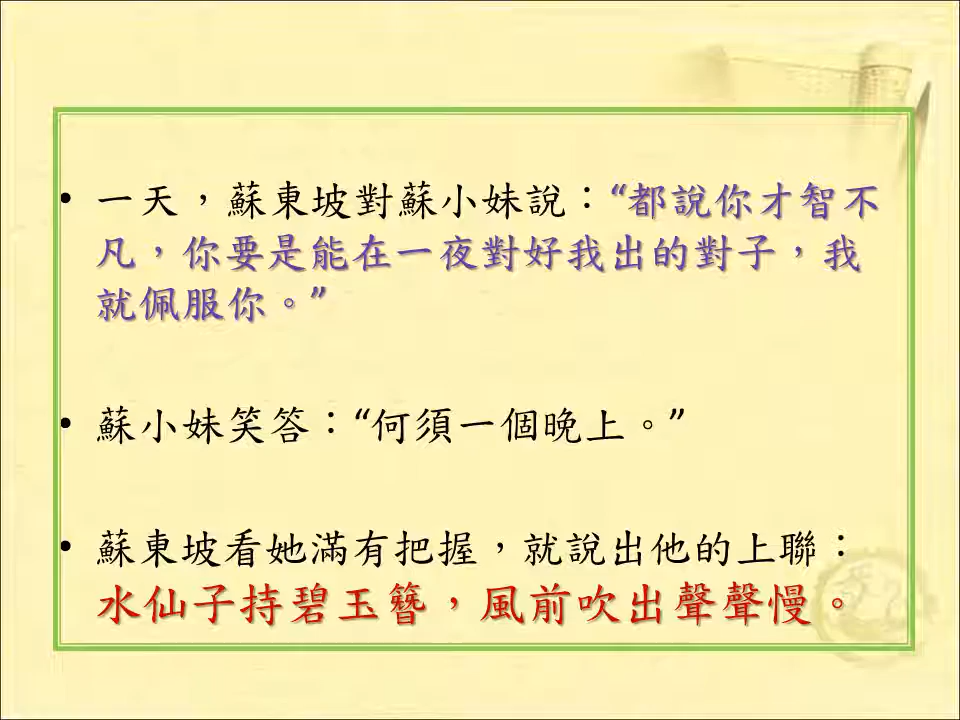 • 一天，蘇東坡對蘇小妹說：“都說你才智不
凡，你要是能在一夜對好我出的對子，我
就佩服你。”
• 蘇小妹笑答：“何須一個晚上。”
• 蘇東坡看她滿有把握，就說出他的上聯：
水仙子持碧玉簪，風前吹出聲聲慢。